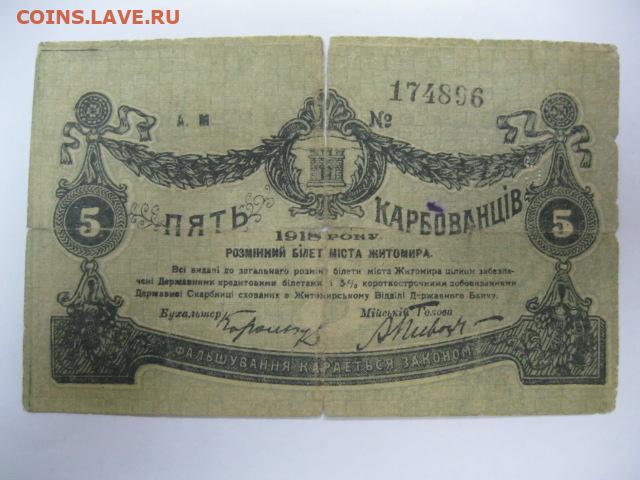 COINS.LAVE.RU
174896
А. М №
5 ПЯТЬ КАРБОВАНЦІВ 5
1918 РОКУ.
РОЗМІННИЙ БІЛЕТ МІСТА ЖИТОМИРА.
Всі видані до загального розміну білети міста Житомира цілком забезпе-
чені Державними кредитовими білетами і 5% короткострочними зобовязаннями
Державної Скарбниці схованих в Житомирському Відділі Державного Банку.
Бухальтер Мійський Голова
ФАЛЬШУВАННЯ КАРАЕТЬСЯ ЗАКОНОМ